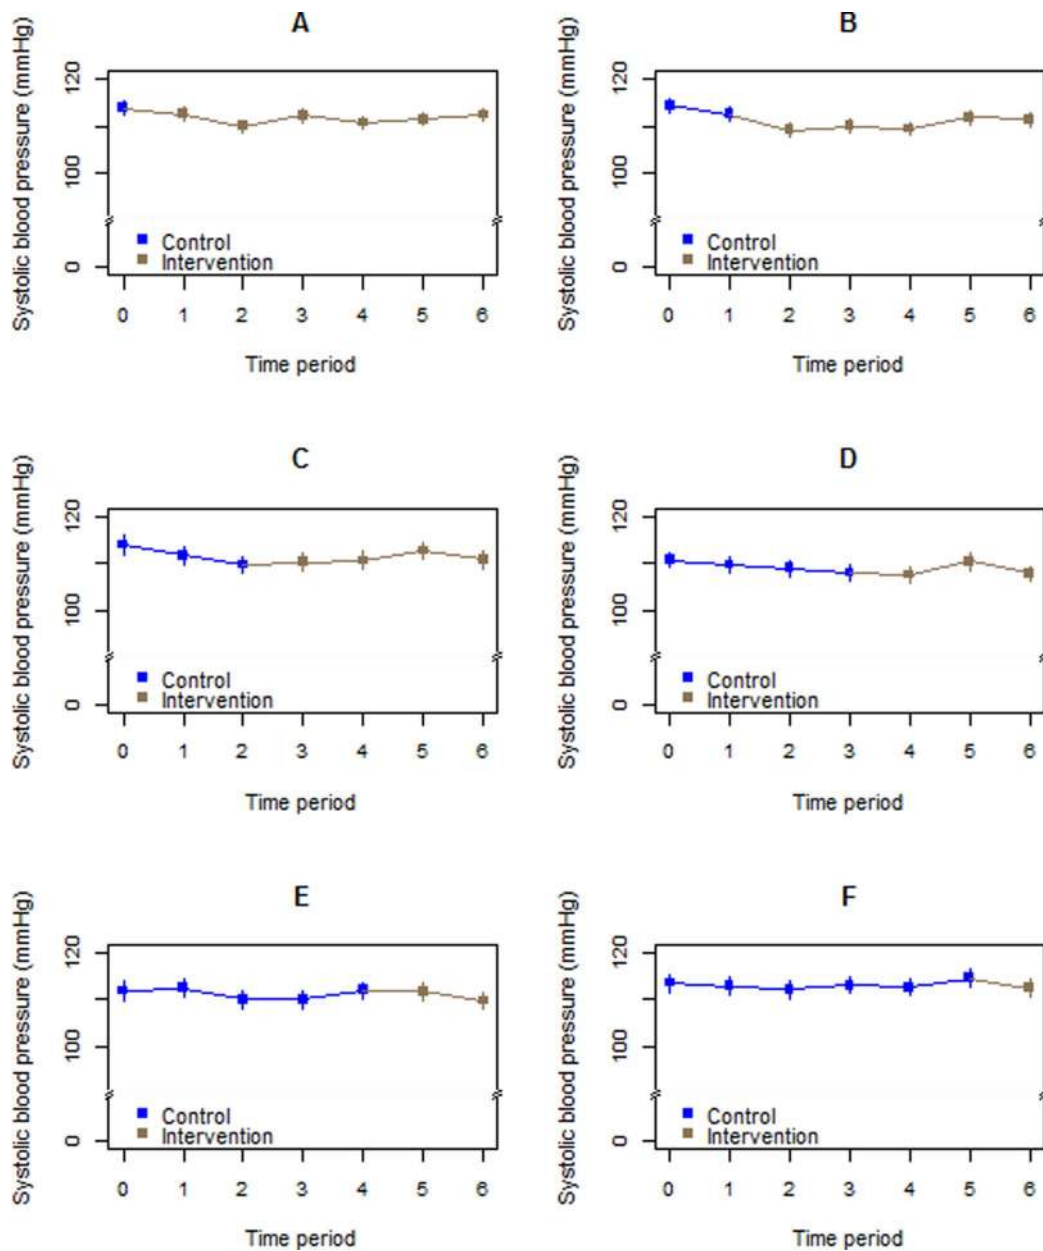 A
Systolic blood pressure (mmHg)
120
100
0
Control
Intervention
0 1 2 3 4 5 6
Time period
B
Systolic blood pressure (mmHg)
120
100
0
Control
Intervention
0 1 2 3 4 5 6
Time period
C
Systolic blood pressure (mmHg)
120
100
0
Control
Intervention
0 1 2 3 4 5 6
Time period
D
Systolic blood pressure (mmHg)
120
100
0
Control
Intervention
0 1 2 3 4 5 6
Time period
E
Systolic blood pressure (mmHg)
120
100
0
Control
Intervention
0 1 2 3 4 5 6
Time period
F
Systolic blood pressure (mmHg)
120
100
0
Control
Intervention
0 1 2 3 4 5 6
Time period